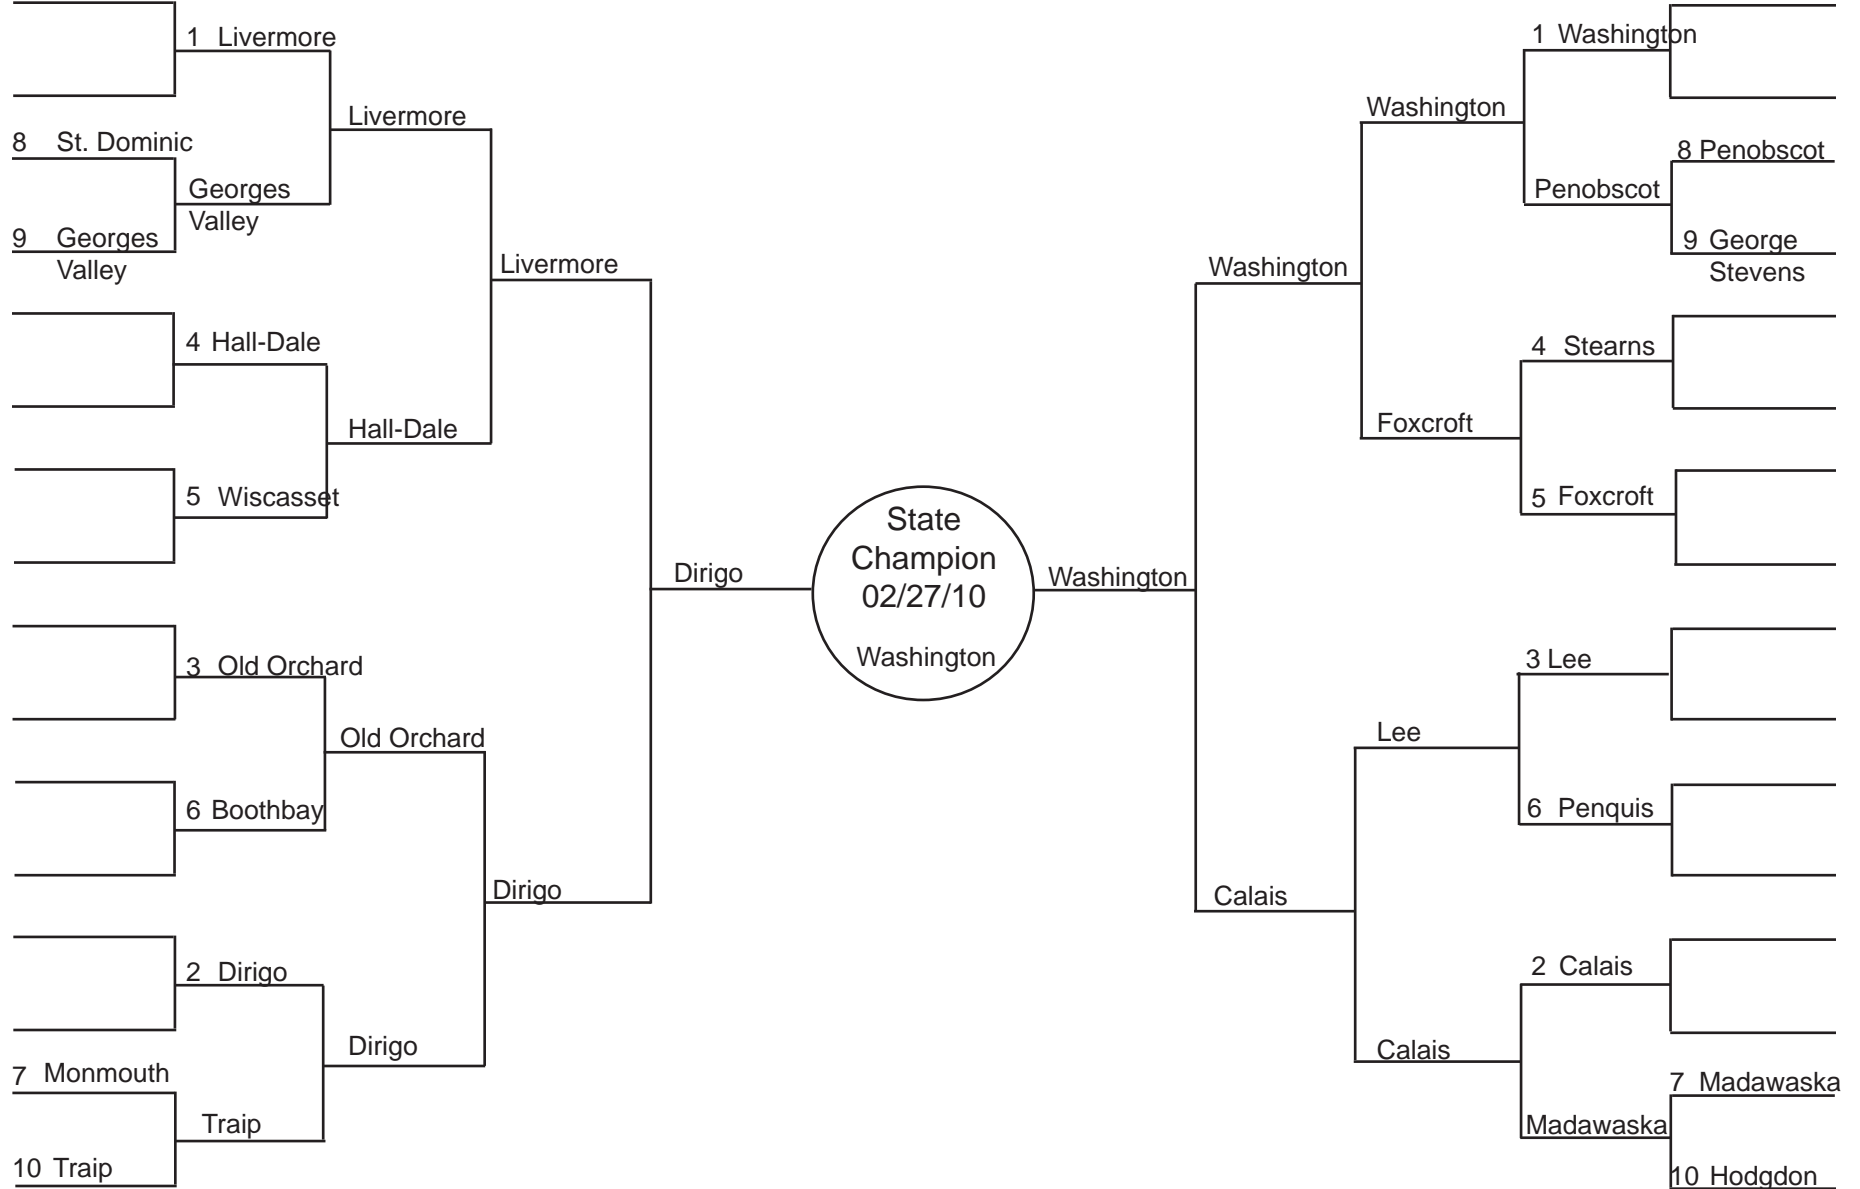 1 Livermore
8 St. Dominic
Georges
Valley
9 Georges
Valley
Livermore
4 Hall-Dale
Hall-Dale
5 Wiscasset
Livermore
3 Old Orchard
Old Orchard
6 Boothbay
Dirigo
2 Dirigo
Dirigo
7 Monmouth
Traip
10 Traip
Dirigo
State
Champion
02/27/10
Washington
Washington
Washington
Calais
Washington
Foxcroft
Lee
Calais
1 Washington
8 Penobscot
Penobscot
9 George
Stevens
4 Stearns
5 Foxcroft
3 Lee
6 Penquis
2 Calais
7 Madawaska
Madawaska
10 Hodgdon